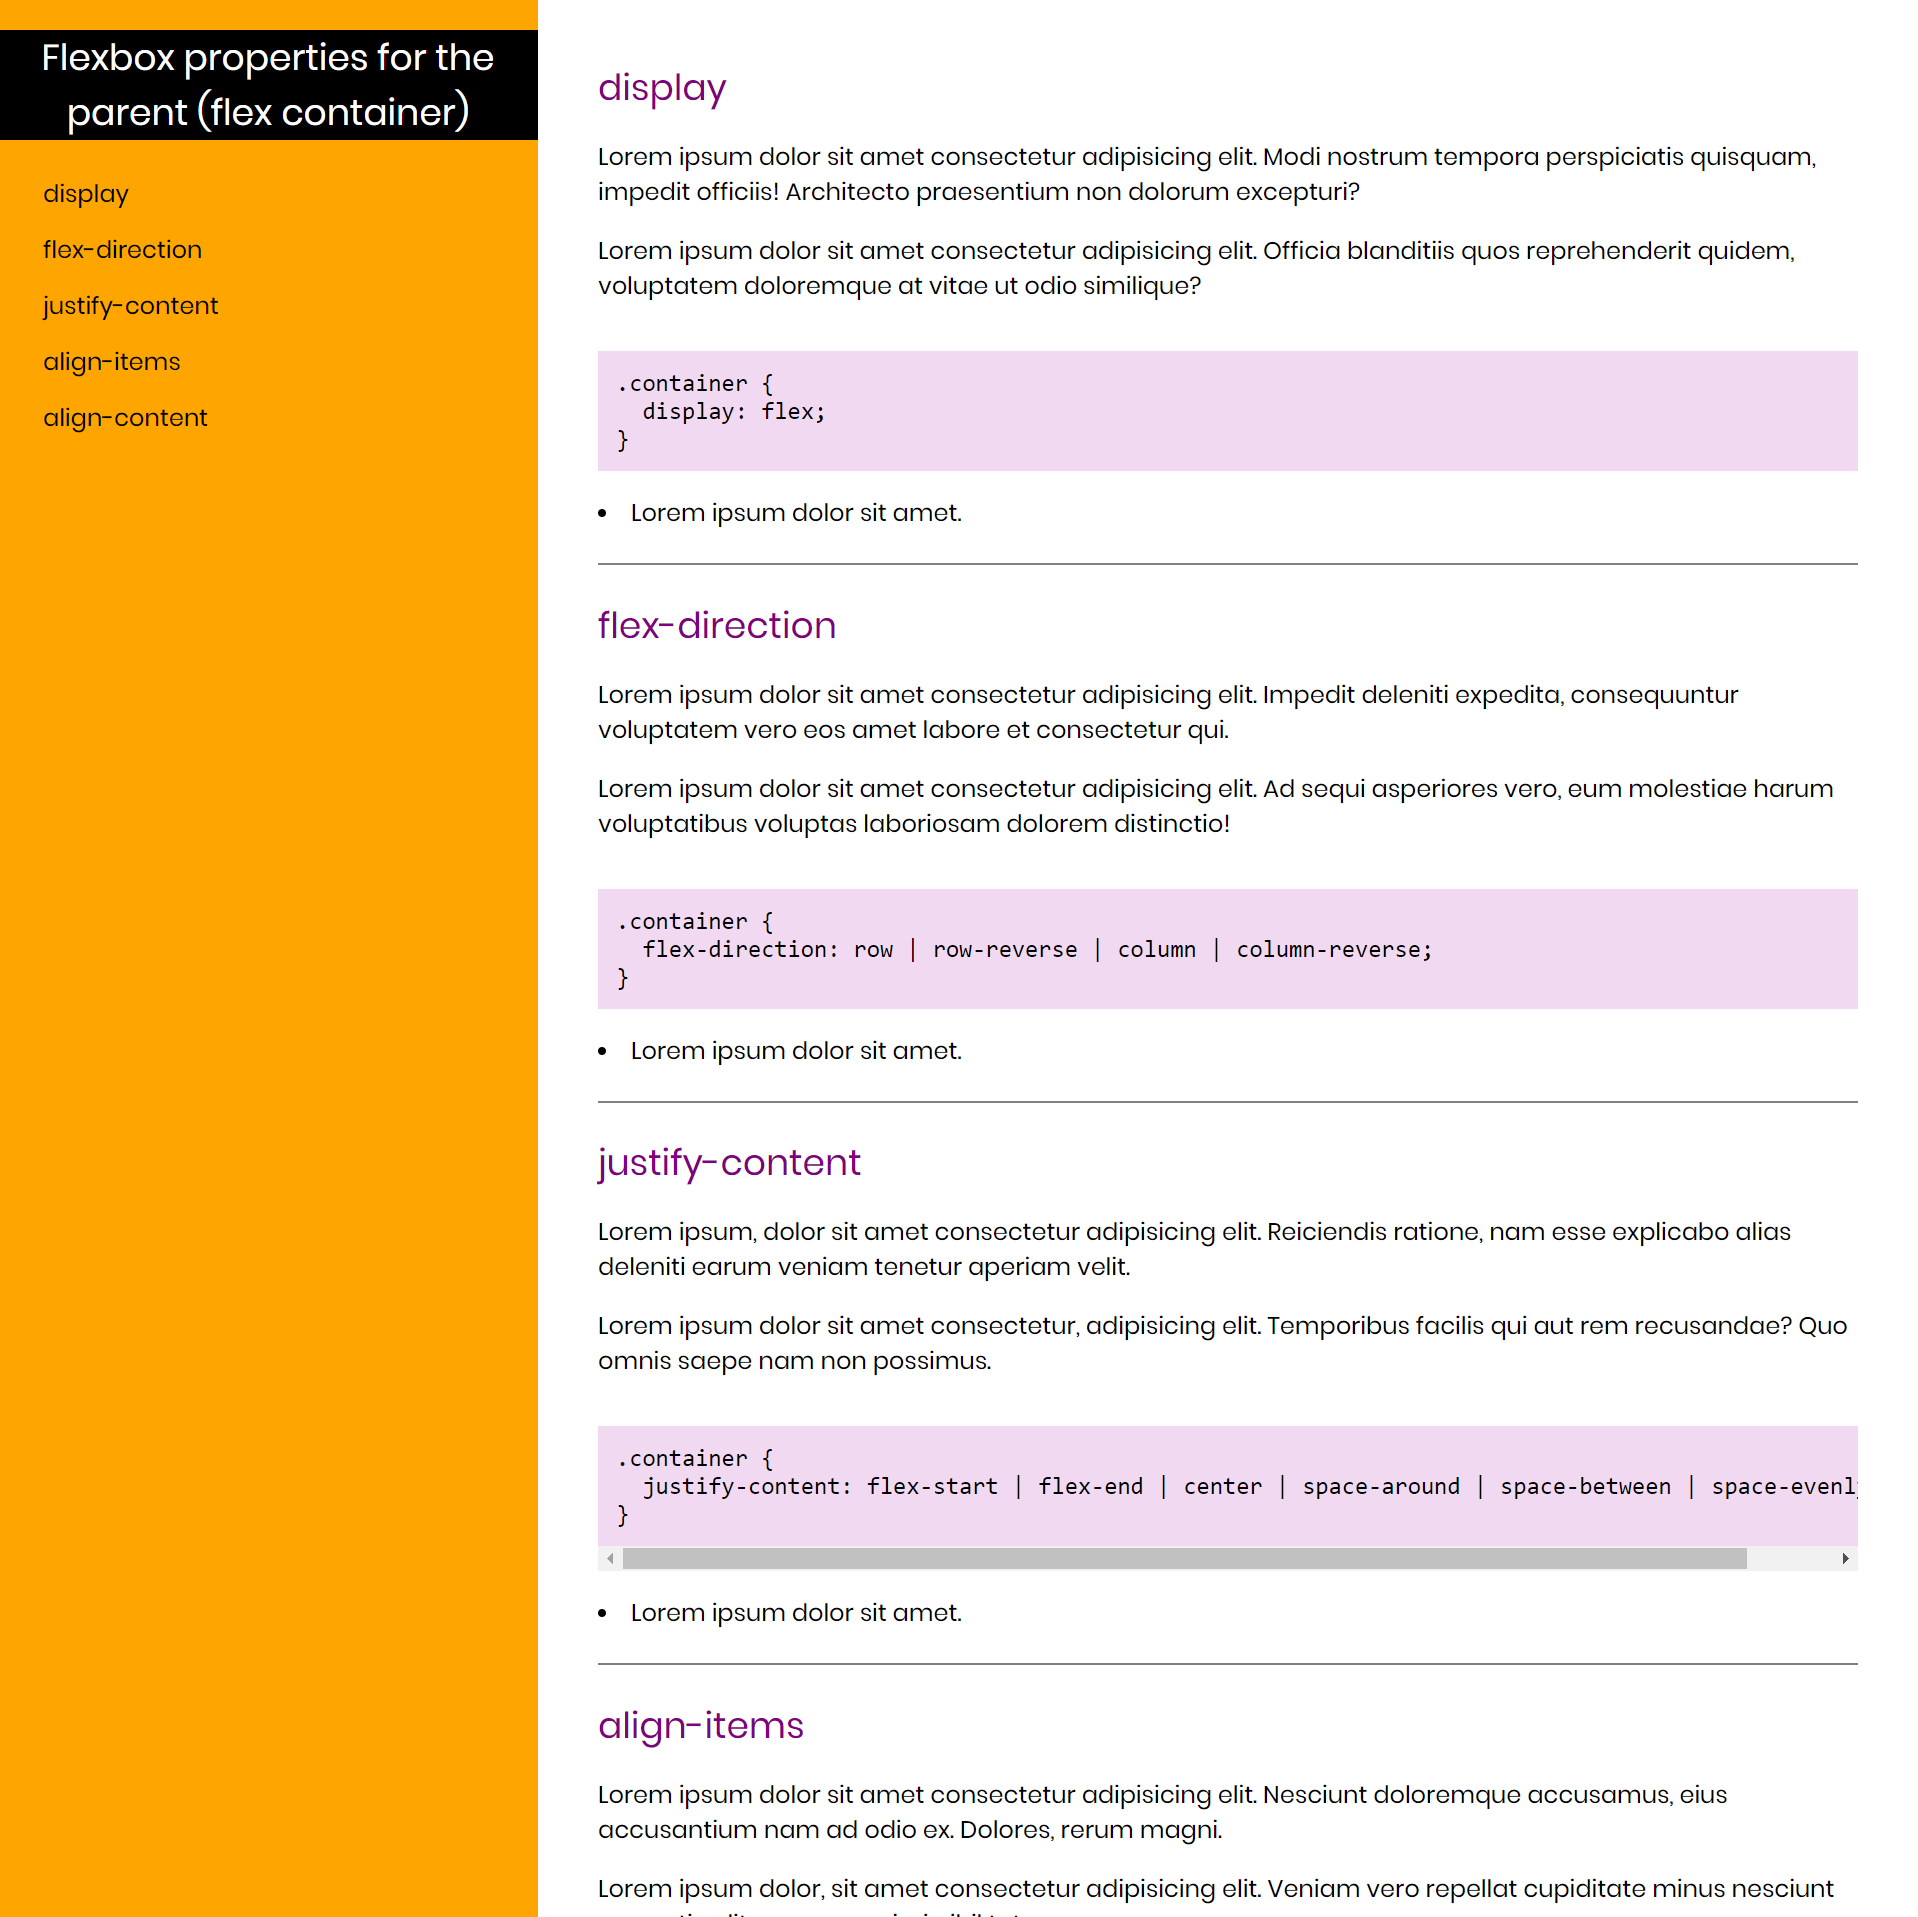 Flexbox properties for the
parent (flex container)
display
flex-direction
justify-content
align-items
align-content
display
Lorem ipsum dolor sit amet consectetur adipisicing elit. Modi nostrum tempora perspiciatis quisquam,
impedit officiis! Architecto praesentium non dolorum excepturi?
Lorem ipsum dolor sit amet consectetur adipisicing elit. Officia blanditiis quos reprehenderit quidem,
voluptatem doloremque at vitae ut odio similique?
.container {
  display: flex;
}
• Lorem ipsum dolor sit amet.
flex-direction
Lorem ipsum dolor sit amet consectetur adipisicing elit. Impedit deleniti expedita, consequuntur
voluptatem vero eos amet labore et consectetur qui.
Lorem ipsum dolor sit amet consectetur adipisicing elit. Ad sequi asperiores vero, eum molestiae harum
voluptatibus voluptas laboriosam dolorem distinctio!
.container {
  flex-direction: row | row-reverse | column | column-reverse;
}
• Lorem ipsum dolor sit amet.
justify-content
Lorem ipsum, dolor sit amet consectetur adipisicing elit. Reiciendis ratione, nam esse explicabo alias
deleniti earum veniam tenetur aperiam velit.
Lorem ipsum dolor sit amet consectetur, adipisicing elit. Temporibus facilis qui aut rem recusandae? Quo
omnis saepe nam non possimus.
.container {
  justify-content: flex-start | flex-end | center | space-around | space-between | space-evenly
}
• Lorem ipsum dolor sit amet.
align-items
Lorem ipsum dolor sit amet consectetur adipisicing elit. Nesciunt doloremque accusamus, eius
accusantium nam ad odio ex. Dolores, rerum magni.
Lorem ipsum dolor, sit amet consectetur adipisicing elit. Veniam vero repellat cupiditate minus nesciunt